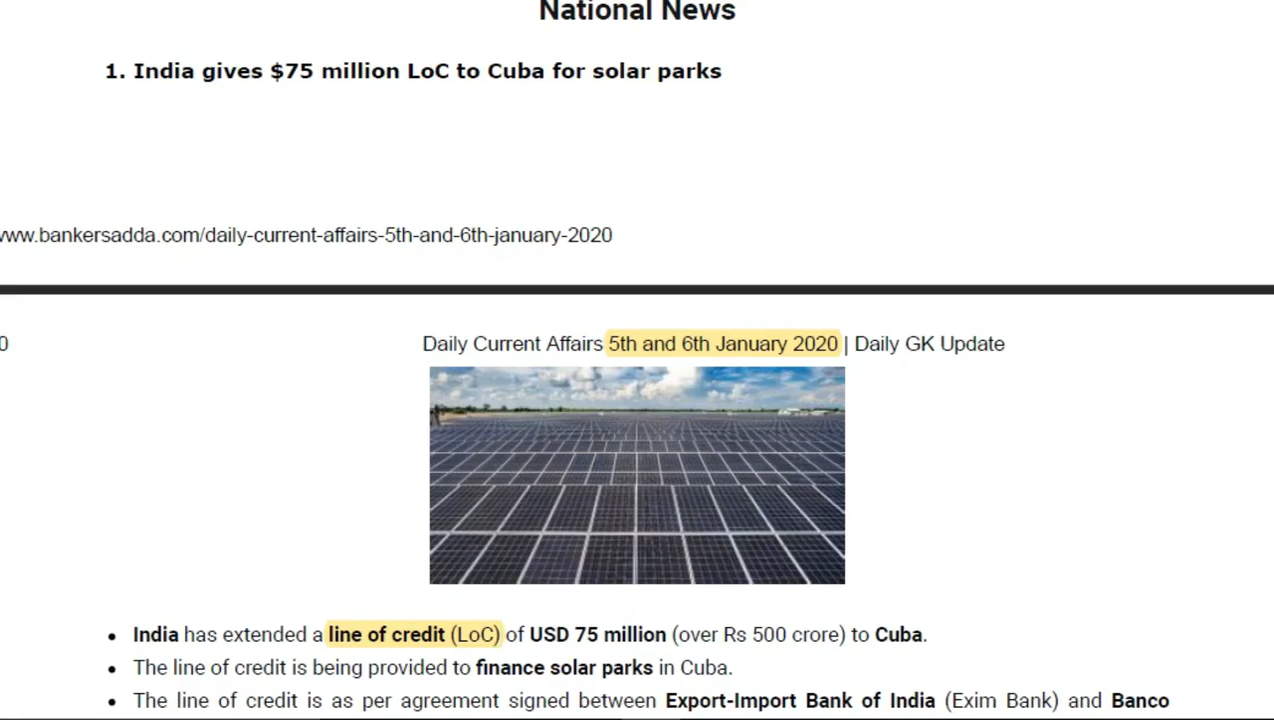 National News
1. India gives $75 million LoC to Cuba for solar parks
www.bankersadda.com/daily-current-affairs-5th-and-6th-january-2020
0
Daily Current Affairs 5th and 6th January 2020 | Daily GK Update
• India has extended a line of credit (LoC) of USD 75 million (over Rs 500 crore) to Cuba.
• The line of credit is being provided to finance solar parks in Cuba.
• The line of credit is as per agreement signed between Export-Import Bank of India (Exim Bank) and Banco